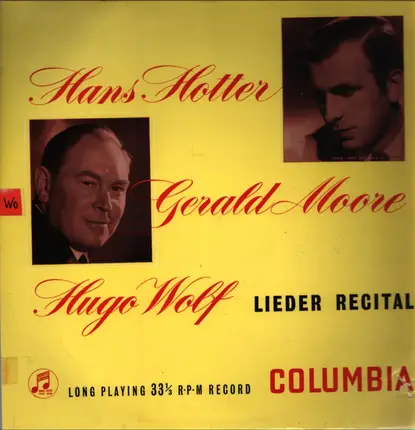 Hans Hotter
Gerald Moore
Wo
Hugo Wolf LIEDER RECITAL
LONG PLAYING 33⅓ R·P·M RECORD COLUMBIA